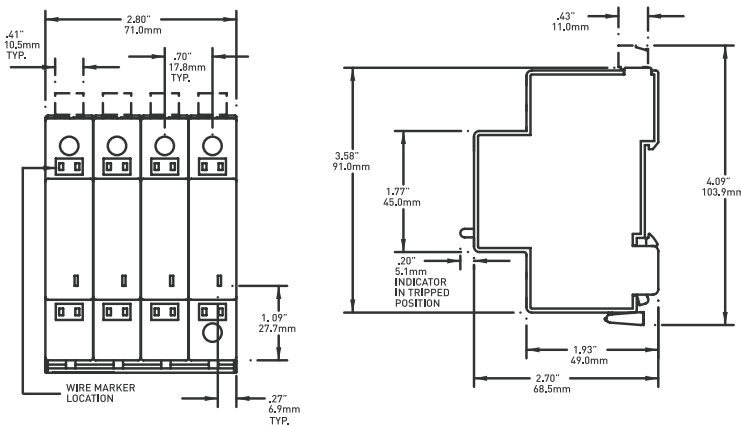 2.80"
71.0mm
.41"
10.5mm
TYP.
.70"
17.8mm
TYP.
1.09"
27.7mm
WIRE MARKER
LOCATION
.27"
6.9mm
TYP.
.43"
11.0mm
3.58"
91.0mm
1.77"
45.0mm
4.09"
103.9mm
.20"
5.1mm
INDICATOR
IN TRIPPED
POSITION
1.93"
49.0mm
2.70"
68.5mm